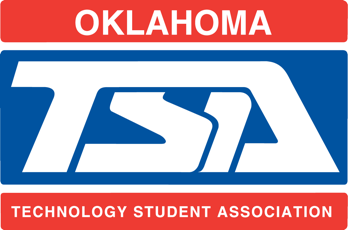 OKLAHOMA
TSA
TECHNOLOGY STUDENT ASSOCIATION